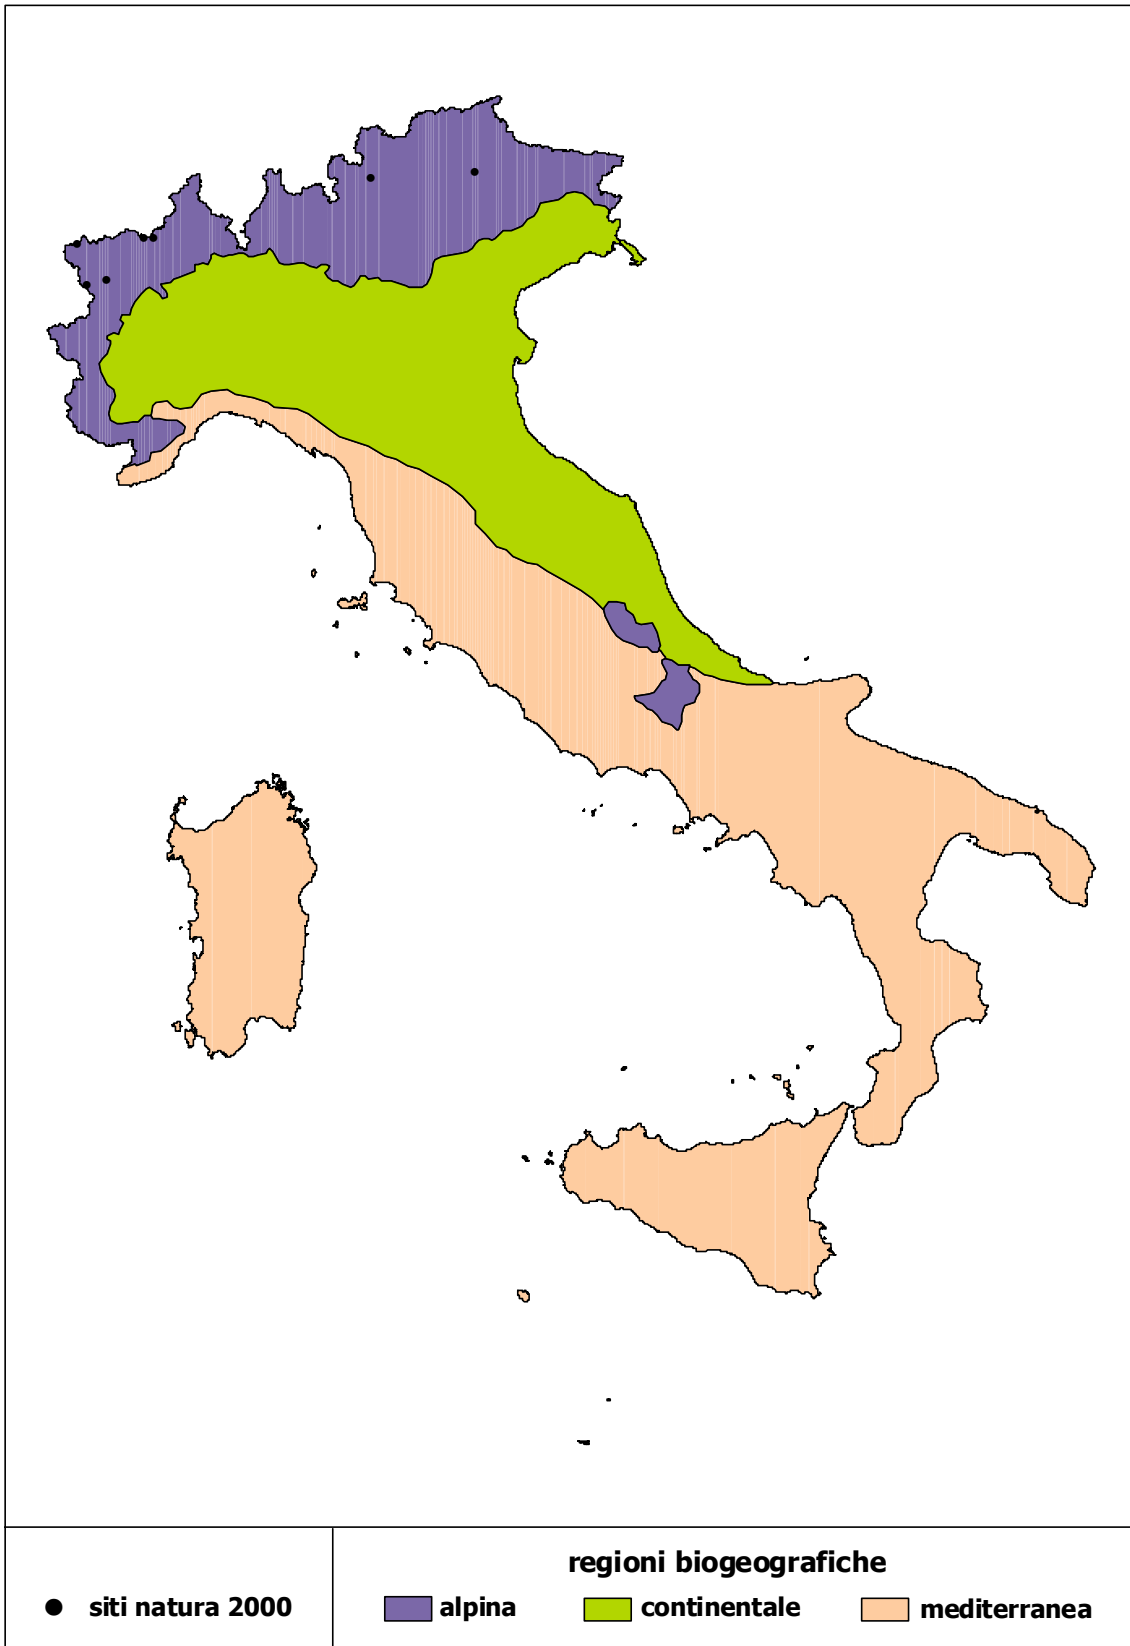 regioni biogeografiche
siti natura 2000
alpina
continentale
mediterranea